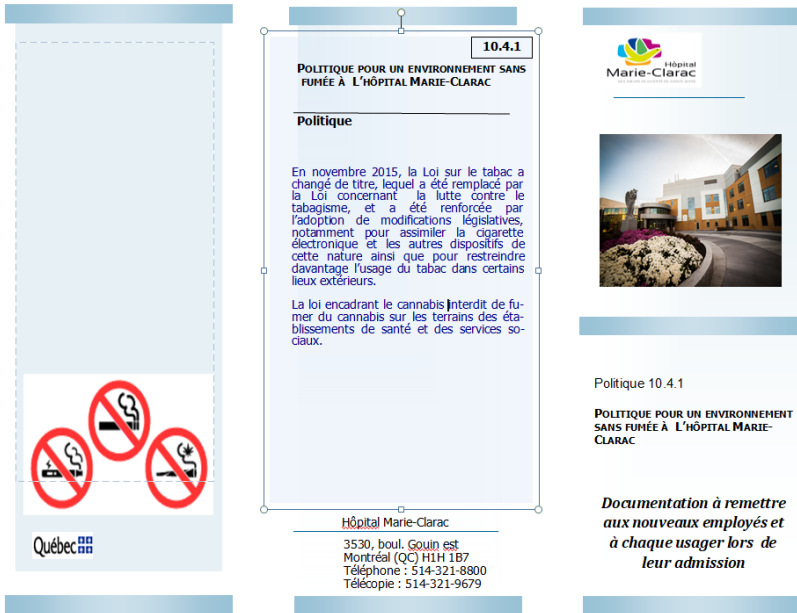 Québec
10.4.1
POLITIQUE POUR UN ENVIRONNEMENT SANS
FUMÉE À L'HÔPITAL MARIE-CLARAC
Politique
En novembre 2015, la Loi sur le tabac a
changé de titre, lequel a été remplacé par
la Loi concernant la lutte contre le
tabagisme, et a été renforcée par
l'adoption de modifications législatives,
notamment pour assimiler la cigarette
électronique et les autres dispositifs de
cette nature ainsi que pour restreindre
davantage l'usage du tabac dans certains
lieux extérieurs.
La loi encadrant le cannabis interdit de fu-
mer du cannabis sur les terrains des éta-
blissements de santé et des services so-
ciaux.
Hôpital Marie-Clarac
3530, boul. Gouin est
Montréal (QC) H1H 1B7
Téléphone : 514-321-8800
Télécopie : 514-321-9679
Hôpital
Marie-Clarac
Politique 10.4.1
POLITIQUE POUR UN ENVIRONNEMENT
SANS FUMÉE À L'HÔPITAL MARIE-
CLARAC
Documentation à remettre
aux nouveaux employés et
à chaque usager lors de
leur admission